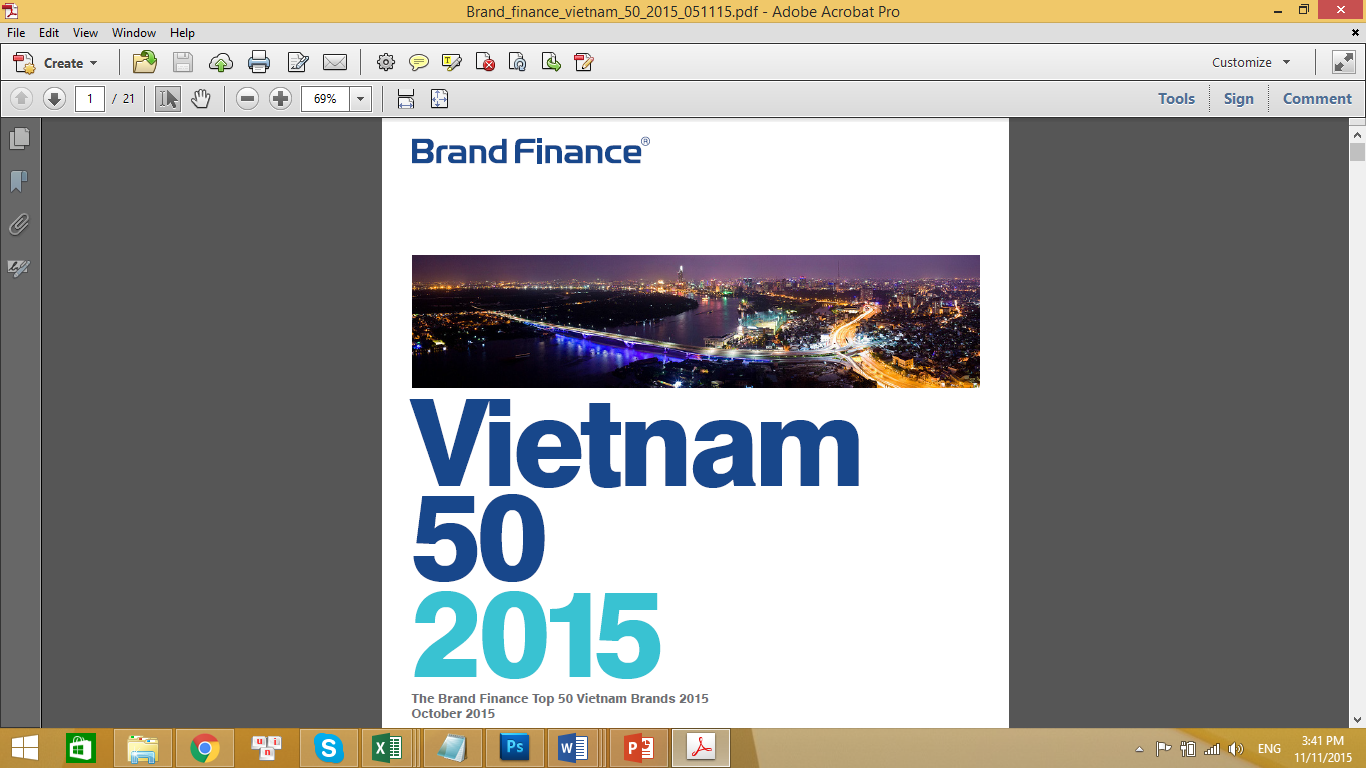 Brand_finance_vietnam_50_2015_051115.pdf - Adobe Acrobat Pro
File Edit View Window Help
Create
Customize
1 / 21
69%
Tools Sign Comment
Brand Finance®
Vietnam
50
2015
The Brand Finance Top 50 Vietnam Brands 2015
October 2015
u n i
S
X
Ps
W
P
ENG
3:41 PM
11/11/2015